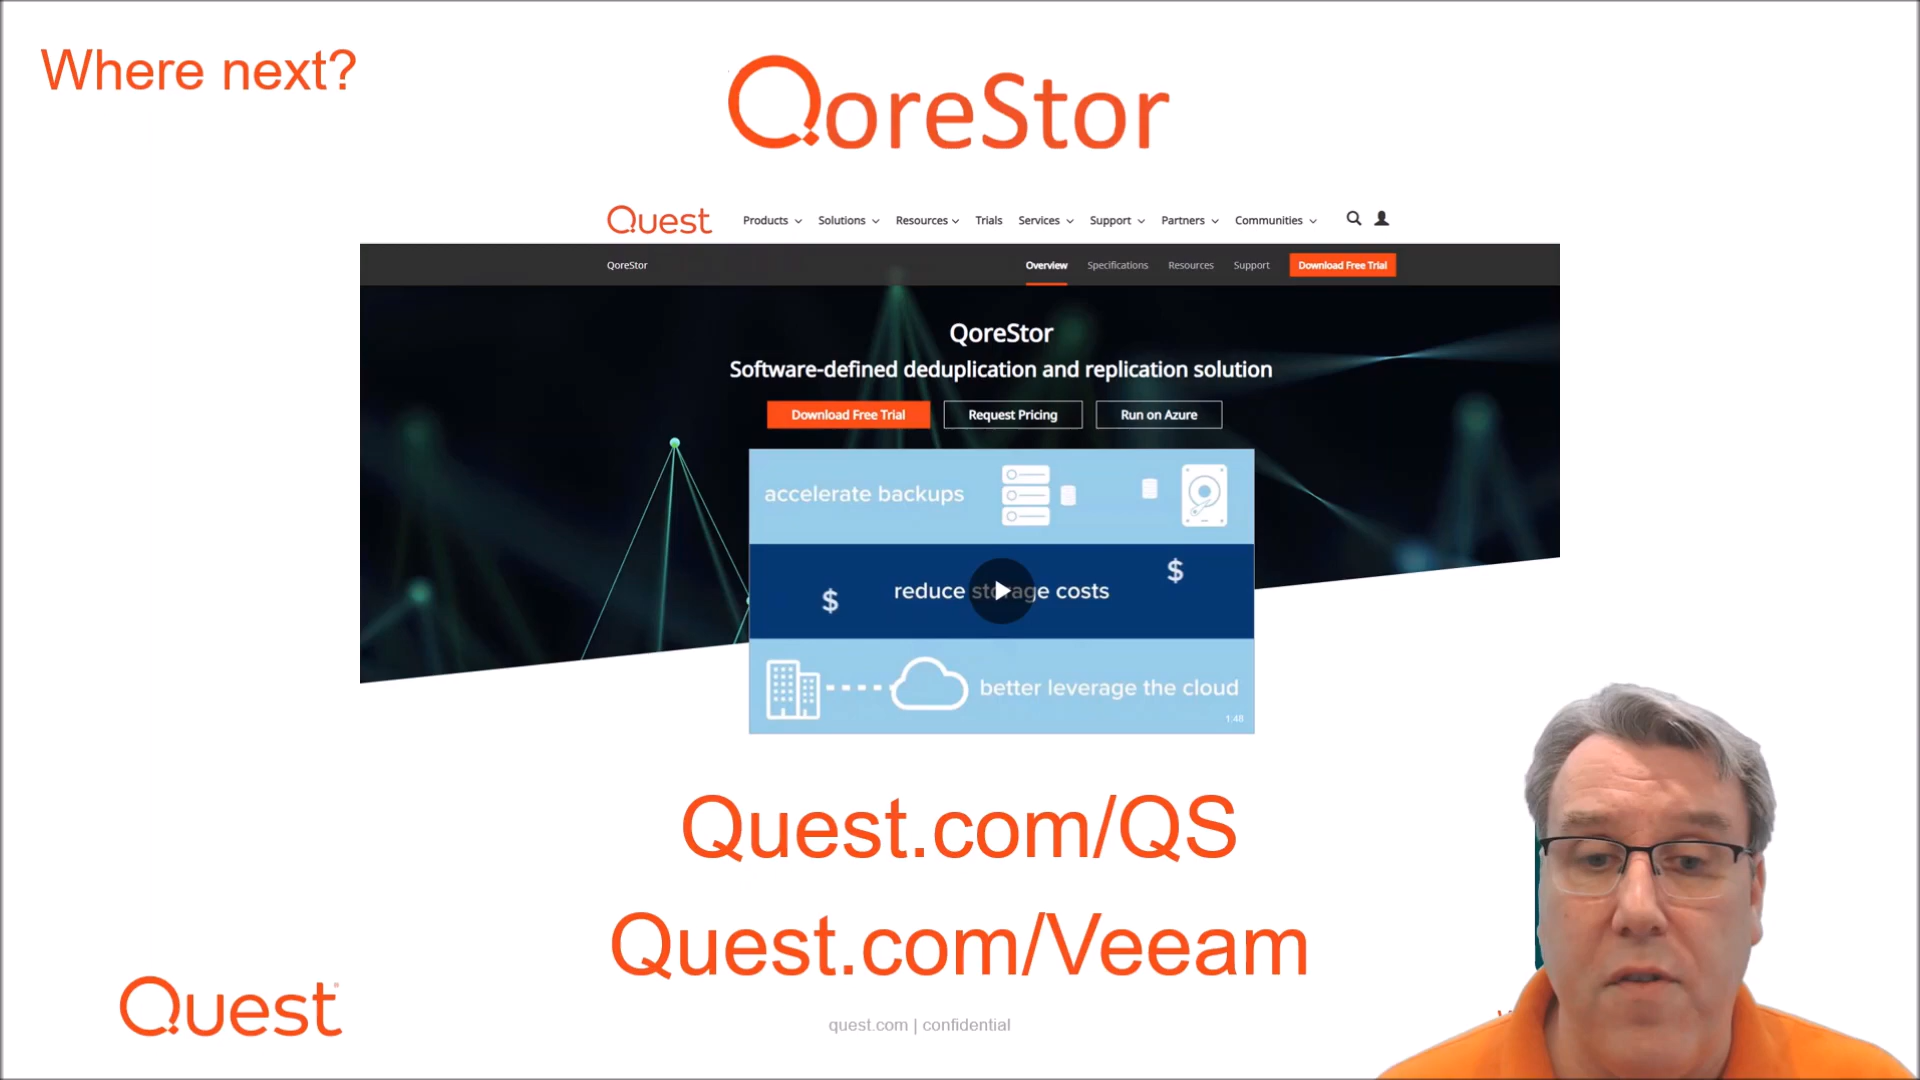 Where next?
QoreStor
Quest
Products Solutions Resources Trials Services Support Partners Communities
QoreStor
Overview Specifications Resources Support Download Free Trial
QoreStor
Software-defined deduplication and replication solution
Download Free Trial Request Pricing Run on Azure
accelerate backups
$ reduce storage costs $
better leverage the cloud
1:48
Quest.com/QS
Quest.com/Veeam
Quest
quest.com | confidential